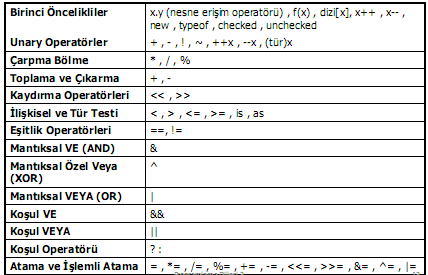 Birinci Öncelikliler x.y (nesne erişim operatörü) , f(x) , dizi[x], x++ , x-- ,
new , typeof , checked , unchecked
Unary Operatörler + , - , ! , ~ , ++x , --x , (tür)x
Çarpma Bölme * , / , %
Toplama ve Çıkarma + , -
Kaydırma Operatörleri << , >>
İlişkisel ve Tür Testi < , > , <= , >= , is , as
Eşitlik Operatörleri ==, !=
Mantıksal VE (AND) &
Mantıksal Özel Veya
(XOR) ^
Mantıksal VEYA (OR) |
Koşul VE &&
Koşul VEYA ||
Koşul Operatörü ? :
Atama ve İşlemli Atama = , *= , /= , %= , += , -= , <<= , >>= , &= , ^= , |=